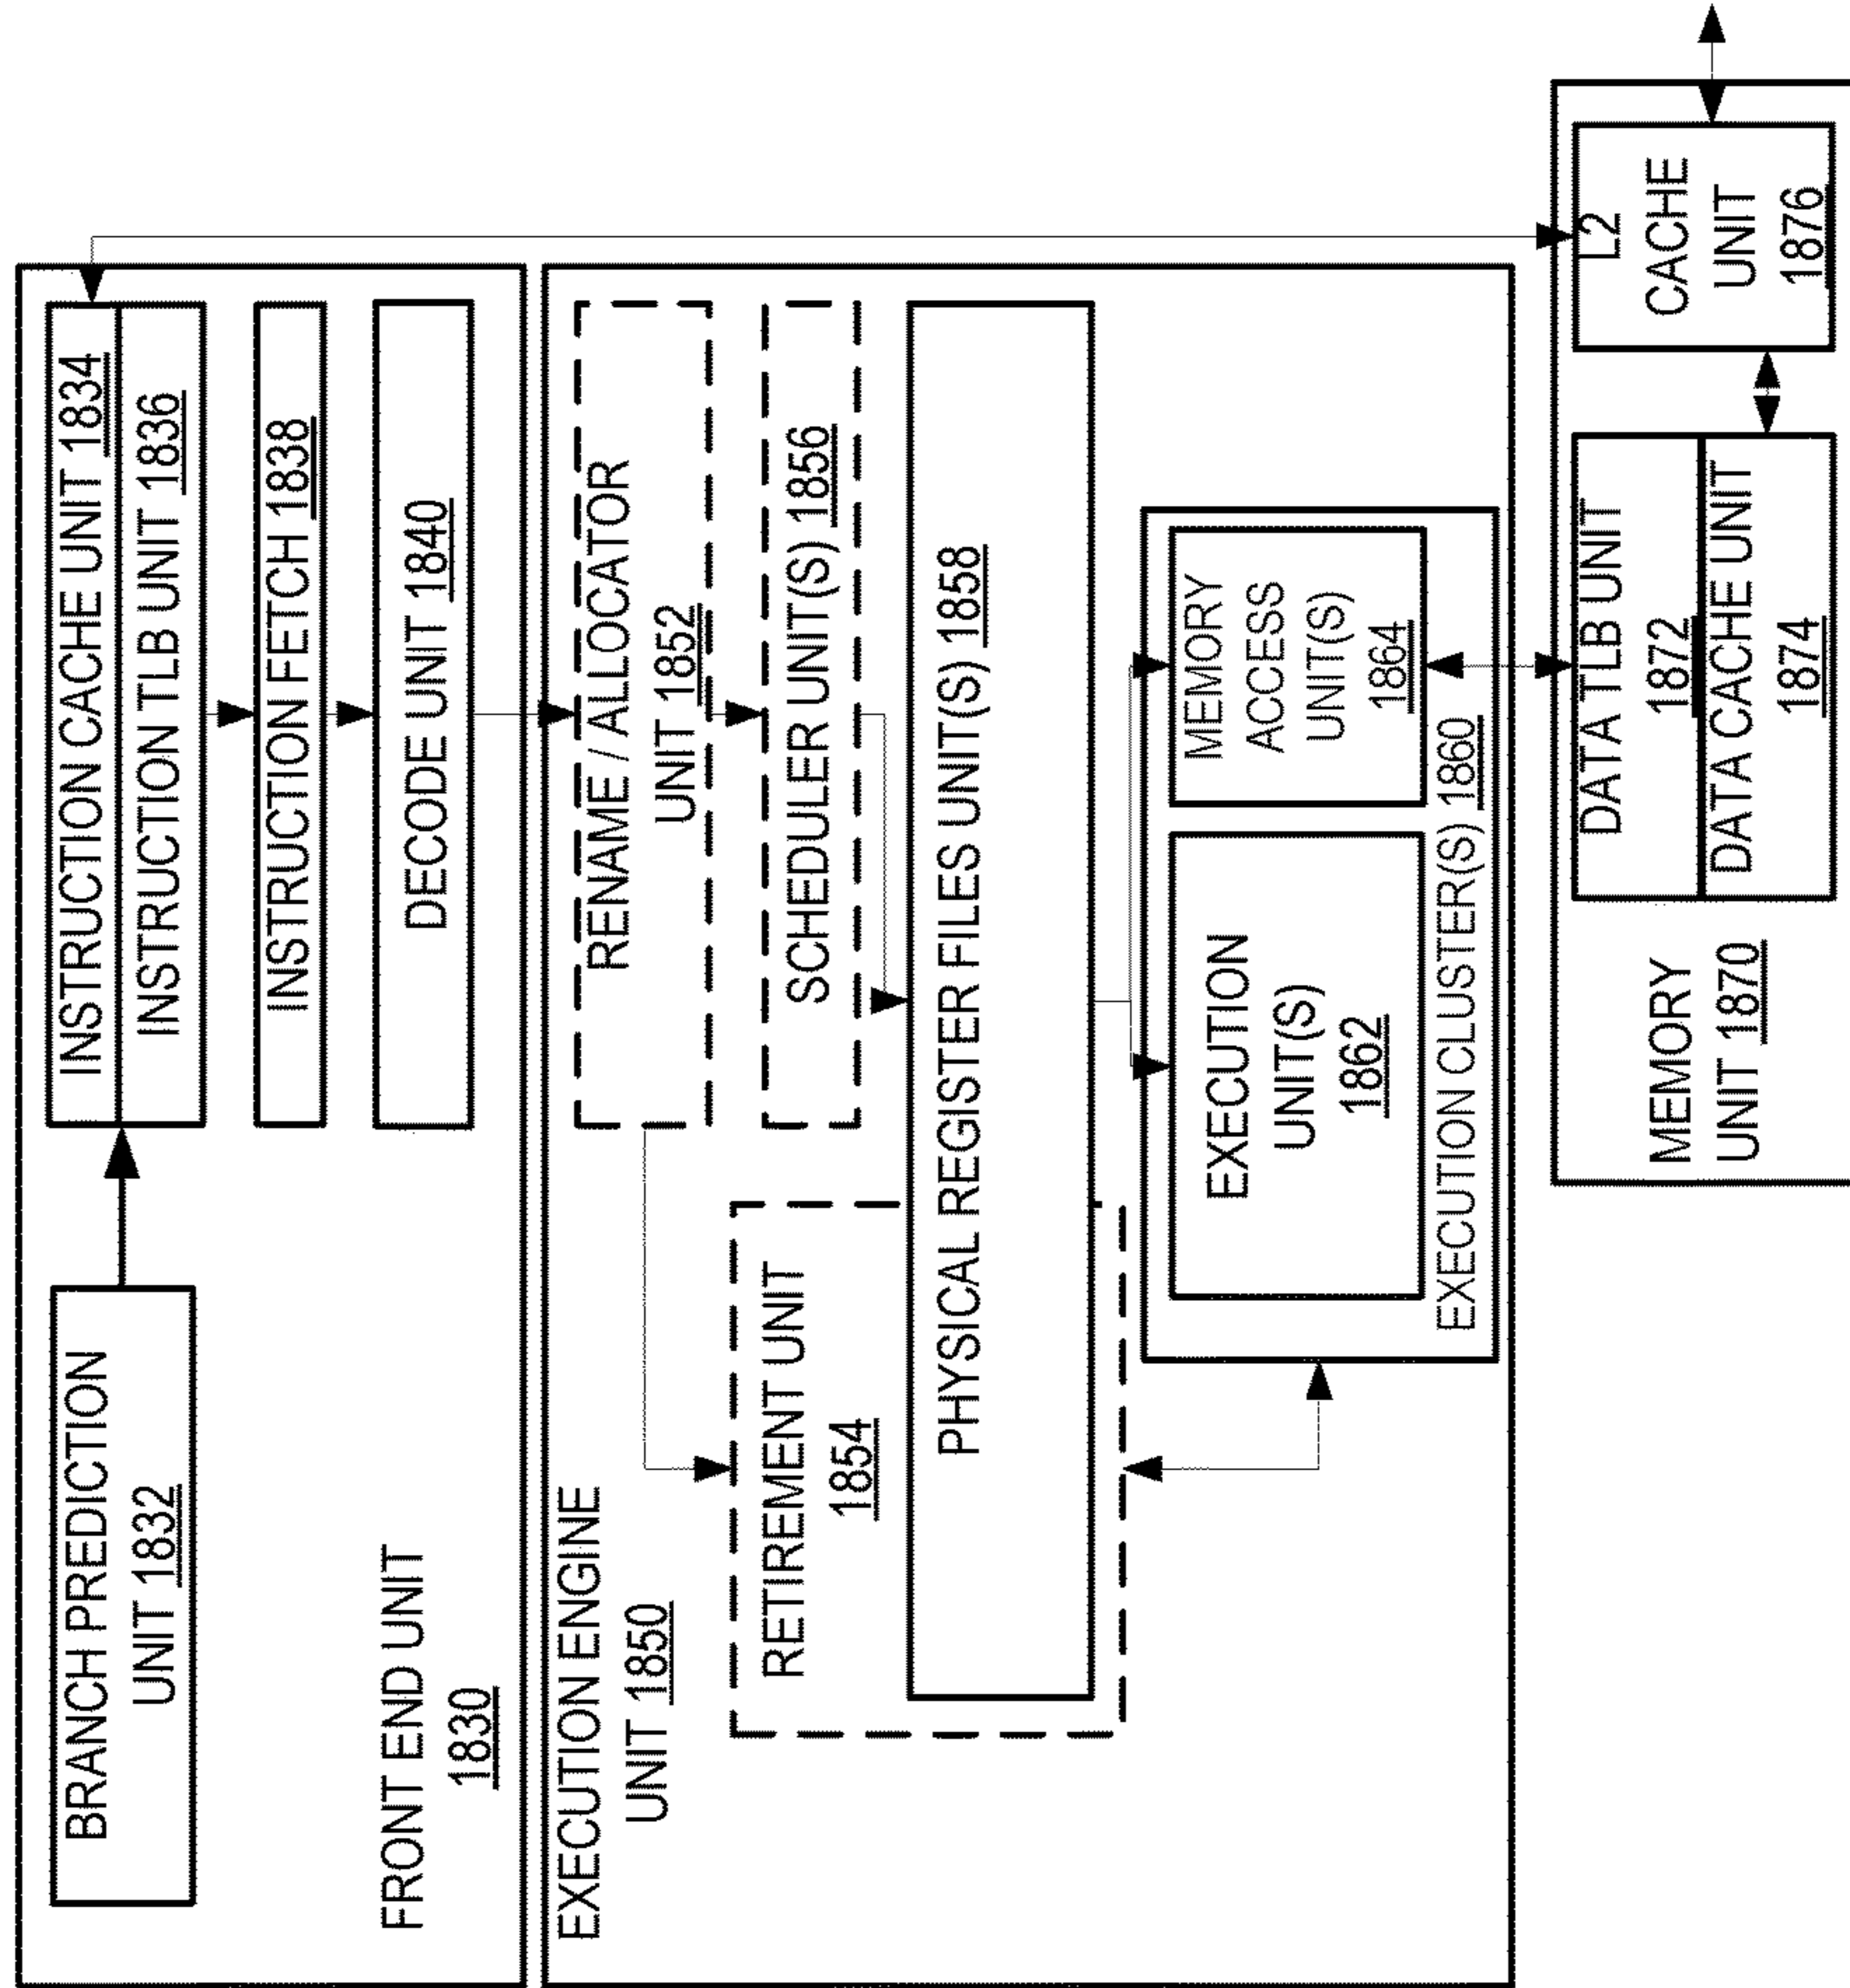 BRANCH PREDICTION
UNIT 1832
INSTRUCTION CACHE UNIT 1834
INSTRUCTION TLB UNIT 1836
INSTRUCTION FETCH 1838
DECODE UNIT 1840
FRONT END UNIT
1830
EXECUTION ENGINE
UNIT 1850
RENAME / ALLOCATOR
UNIT 1852
SCHEDULER UNIT(S) 1856
RETIREMENT UNIT
1854
PHYSICAL REGISTER FILES UNIT(S) 1858
EXECUTION
UNIT(S)
1862
MEMORY
ACCESS
UNIT(S)
1864
EXECUTION CLUSTER(S) 1860
MEMORY
UNIT 1870
DATA TLB UNIT
1872
DATA CACHE UNIT
1874
L2
CACHE
UNIT
1876